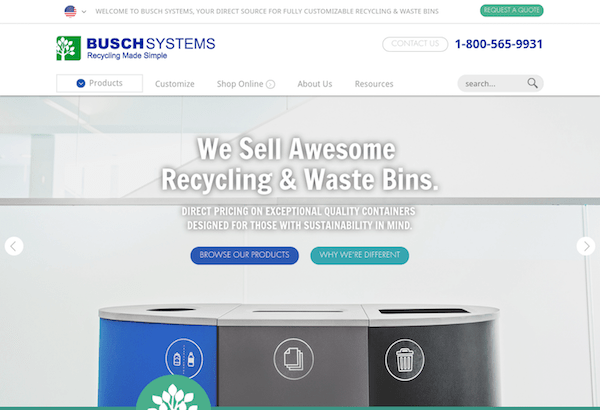 WELCOME TO BUSCH SYSTEMS, YOUR DIRECT SOURCE FOR FULLY CUSTOMIZABLE RECYCLING & WASTE BINS
REQUEST A QUOTE
BUSCH SYSTEMS
Recycling Made Simple
CONTACT US
1-800-565-9931
Products
Customize
Shop Online
About Us
Resources
search...
We Sell Awesome
Recycling & Waste Bins.
DIRECT PRICING ON EXCEPTIONAL QUALITY CONTAINERS
DESIGNED FOR THOSE WITH SUSTAINABILITY IN MIND.
BROWSE OUR PRODUCTS
WHY WE'RE DIFFERENT